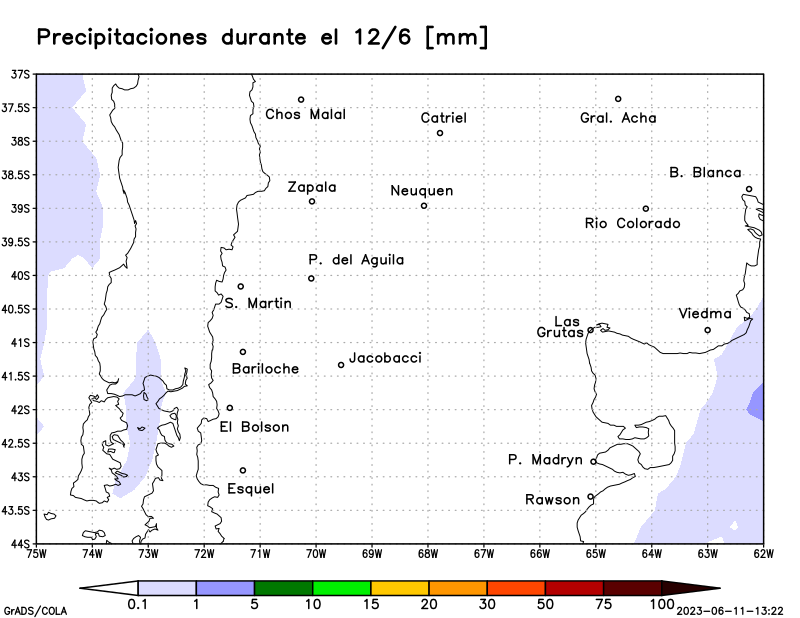 Precipitaciones durante el 12/6 [mm]
37S
37.5S
38S
38.5S
39S
39.5S
40S
40.5S
41S
41.5S
42S
42.5S
43S
43.5S
44S
Chos Malal
Catriel
Gral. Acha
B. Blanca
Zapala
Neuquen
Rio Colorado
P. del Aguila
S. Martin
Las
Grutas
Viedma
Bariloche
Jacobacci
El Bolson
P. Madryn
Esquel
Rawson
75W 74W 73W 72W 71W 70W 69W 68W 67W 66W 65W 64W 63W 62W
0.1 1 5 10 15 20 30 50 75 100
GrADS/COLA
2023-06-11-13:22